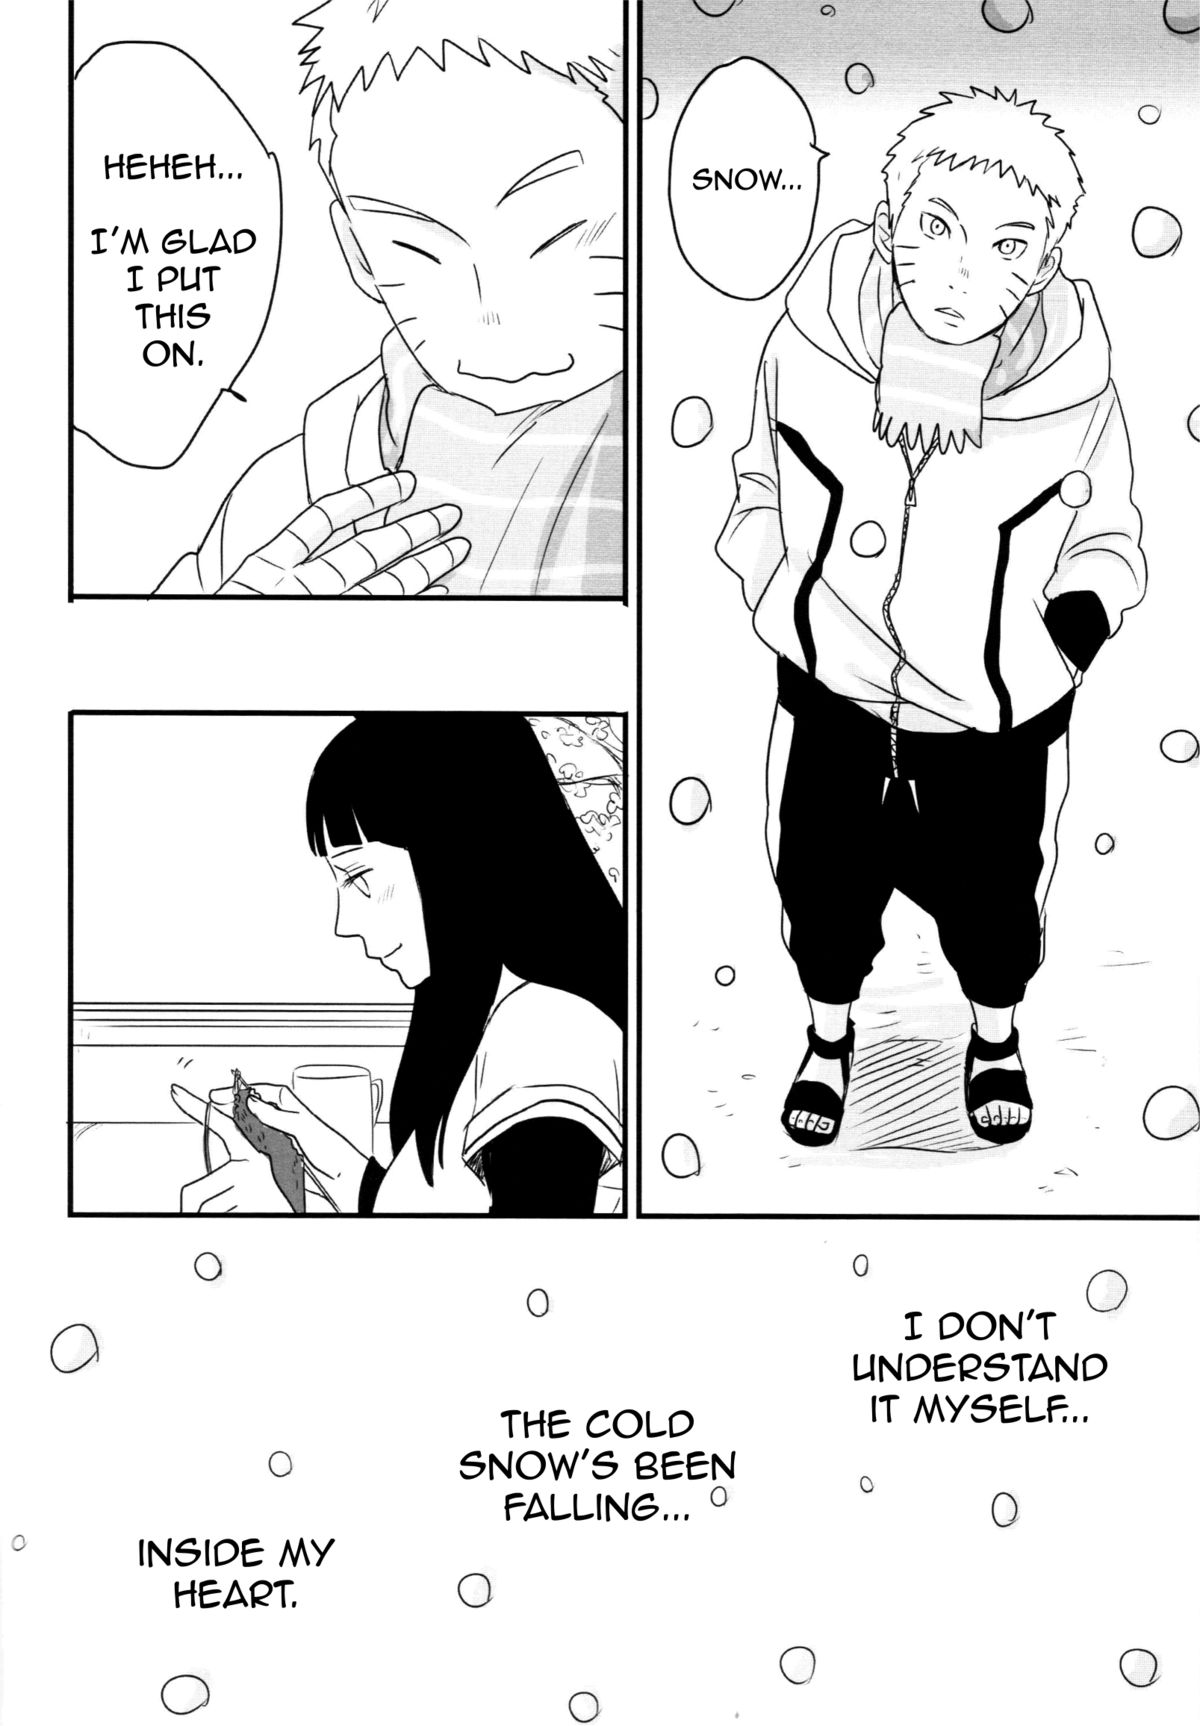 SNOW...
HEHEH...
I'M GLAD
I PUT
THIS
ON.
I DON'T
UNDERSTAND
IT MYSELF...
THE COLD
SNOW'S BEEN
FALLING...
INSIDE MY
HEART.